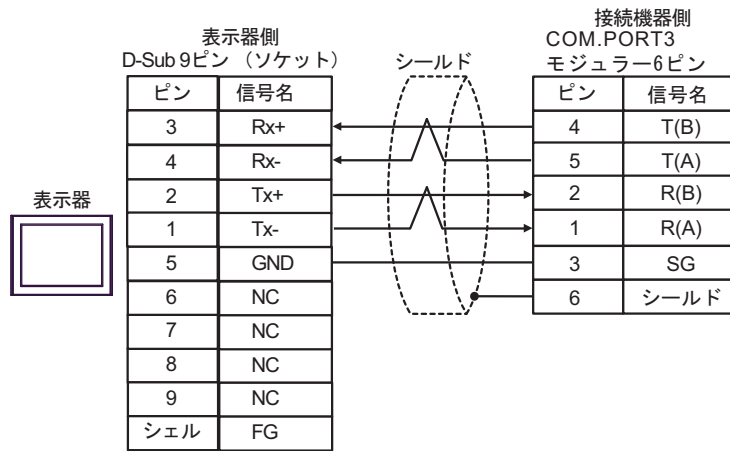 表示器側
D-Sub 9ピン （ソケット）
シールド
接続機器側
COM.PORT3
モジュラー6ピン
ピン 信号名
ピン 信号名
3 Rx+
4 T(B)
4 Rx-
5 T(A)
2 Tx+
2 R(B)
1 Tx-
1 R(A)
5 GND
3 SG
6 NC
6 シールド
7 NC
8 NC
9 NC
シェル FG
表示器